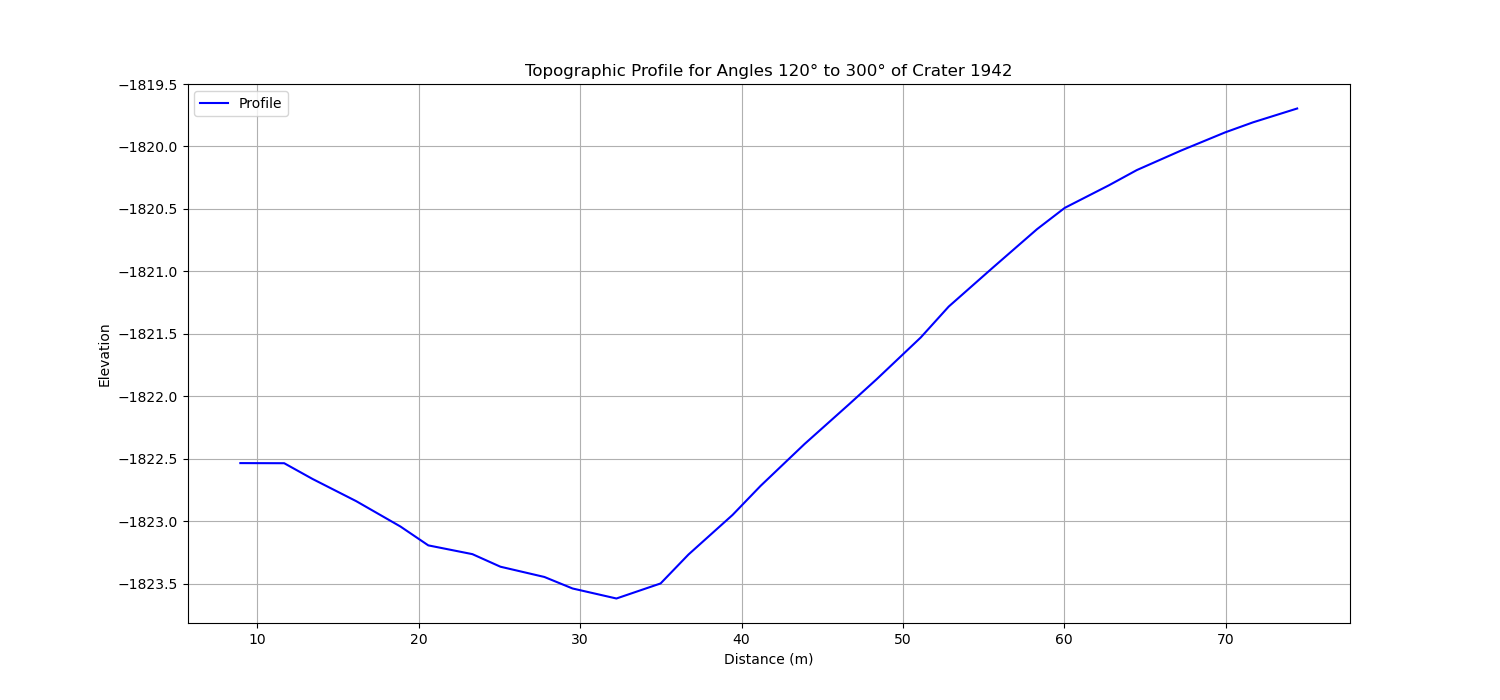 Topographic Profile for Angles 120° to 300° of Crater 1942
Profile
Elevation
−1819.5
−1820.0
−1820.5
−1821.0
−1821.5
−1822.0
−1822.5
−1823.0
−1823.5
10 20 30 40 50 60 70
Distance (m)